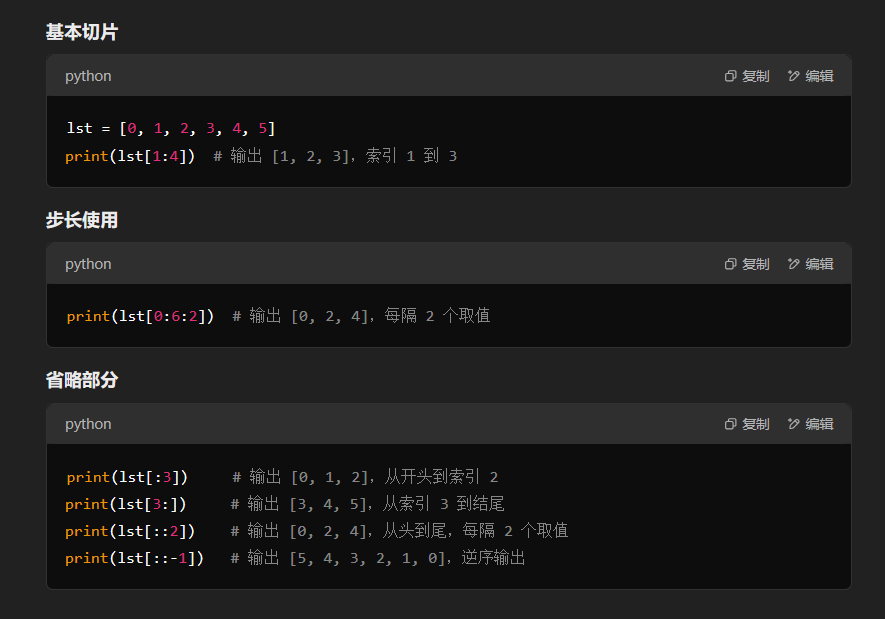 基本切片
python 复制 编辑
lst = [0, 1, 2, 3, 4, 5]
print(lst[1:4])  # 输出 [1, 2, 3]，索引 1 到 3
步长使用
python 复制 编辑
print(lst[0:6:2])  # 输出 [0, 2, 4]，每隔 2 个取值
省略部分
python 复制 编辑
print(lst[:3])     # 输出 [0, 1, 2]，从开头到索引 2
print(lst[3:])     # 输出 [3, 4, 5]，从索引 3 到结尾
print(lst[::2])    # 输出 [0, 2, 4]，从头到尾，每隔 2 个取值
print(lst[::-1])   # 输出 [5, 4, 3, 2, 1, 0]，逆序输出